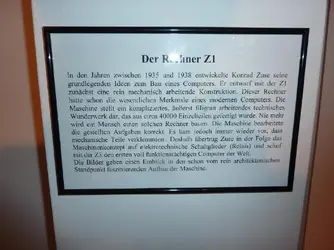 Der Rechner Z1
In den Jahren zwischen 1935 und 1938 entwickelte Konrad Zuse seine
grundlegenden Ideen zum Bau eines Computers. Er entwarf mit der Z1
zunächst eine rein mechanisch arbeitende Konstruktion. Dieser Rechner
hatte schon die wesentlichen Merkmale eines modernen Computers. Die
Maschine stellt ein kompliziertes, äußerst filigran arbeitendes technisches
Wunderwerk dar, das aus circa 40000 Einzelteilen gefertigt wurde. Nie mehr
wird ein Mensch einen solchen Rechner bauen. Die Maschine bearbeitete
die gestellten Aufgaben korrekt. Es kam jedoch immer wieder vor, dass
mechanische Teile verklemmten. Deshalb übertrug Zuse in der Folge das
Maschinenkonzept auf elektromechanische Schaltglieder (Relais) und schuf
mit der Z3 den ersten voll funktionstüchtigen Computer der Welt.
Die Bilder geben einen Einblick in den schon vom rein architektonischen
Standpunkt faszinierenden Aufbau der Maschine.